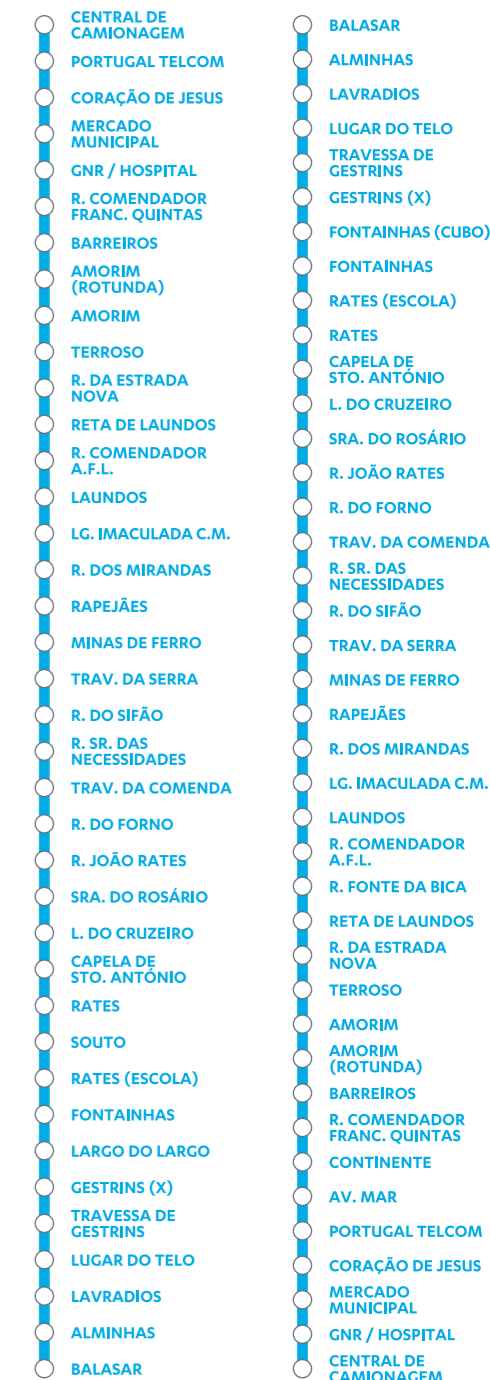 CENTRAL DE
CAMIONAGEM
PORTUGAL TELCOM
CORAÇÃO DE JESUS
MERCADO
MUNICIPAL
GNR / HOSPITAL
R. COMENDADOR
FRANC. QUINTAS
BARREIROS
AMORIM
(ROTUNDA)
AMORIM
TERROSO
R. DA ESTRADA
NOVA
RETA DE LAUNDOS
R. COMENDADOR
A.F.L.
LAUNDOS
LG. IMACULADA C.M.
R. DOS MIRANDAS
RAPEJÃES
MINAS DE FERRO
TRAV. DA SERRA
R. DO SIFÃO
R. SR. DAS
NECESSIDADES
TRAV. DA COMENDA
R. DO FORNO
R. JOÃO RATES
SRA. DO ROSÁRIO
L. DO CRUZEIRO
CAPELA DE
STO. ANTÓNIO
RATES
SOUTO
RATES (ESCOLA)
FONTAINHAS
LARGO DO LARGO
GESTRINS (X)
TRAVESSA DE
GESTRINS
LUGAR DO TELO
LAVRADIOS
ALMINHAS
BALASAR
BALASAR
ALMINHAS
LAVRADIOS
LUGAR DO TELO
TRAVESSA DE
GESTRINS
GESTRINS (X)
FONTAINHAS (CUBO)
FONTAINHAS
RATES (ESCOLA)
RATES
CAPELA DE
STO. ANTÓNIO
L. DO CRUZEIRO
SRA. DO ROSÁRIO
R. JOÃO RATES
R. DO FORNO
TRAV. DA COMENDA
R. SR. DAS
NECESSIDADES
R. DO SIFÃO
TRAV. DA SERRA
MINAS DE FERRO
RAPEJÃES
R. DOS MIRANDAS
LG. IMACULADA C.M.
LAUNDOS
R. COMENDADOR
A.F.L.
R. FONTE DA BICA
RETA DE LAUNDOS
R. DA ESTRADA
NOVA
TERROSO
AMORIM
AMORIM
(ROTUNDA)
BARREIROS
R. COMENDADOR
FRANC. QUINTAS
CONTINENTE
AV. MAR
PORTUGAL TELCOM
CORAÇÃO DE JESUS
MERCADO
MUNICIPAL
GNR / HOSPITAL
CENTRAL DE
CAMIONAGEM